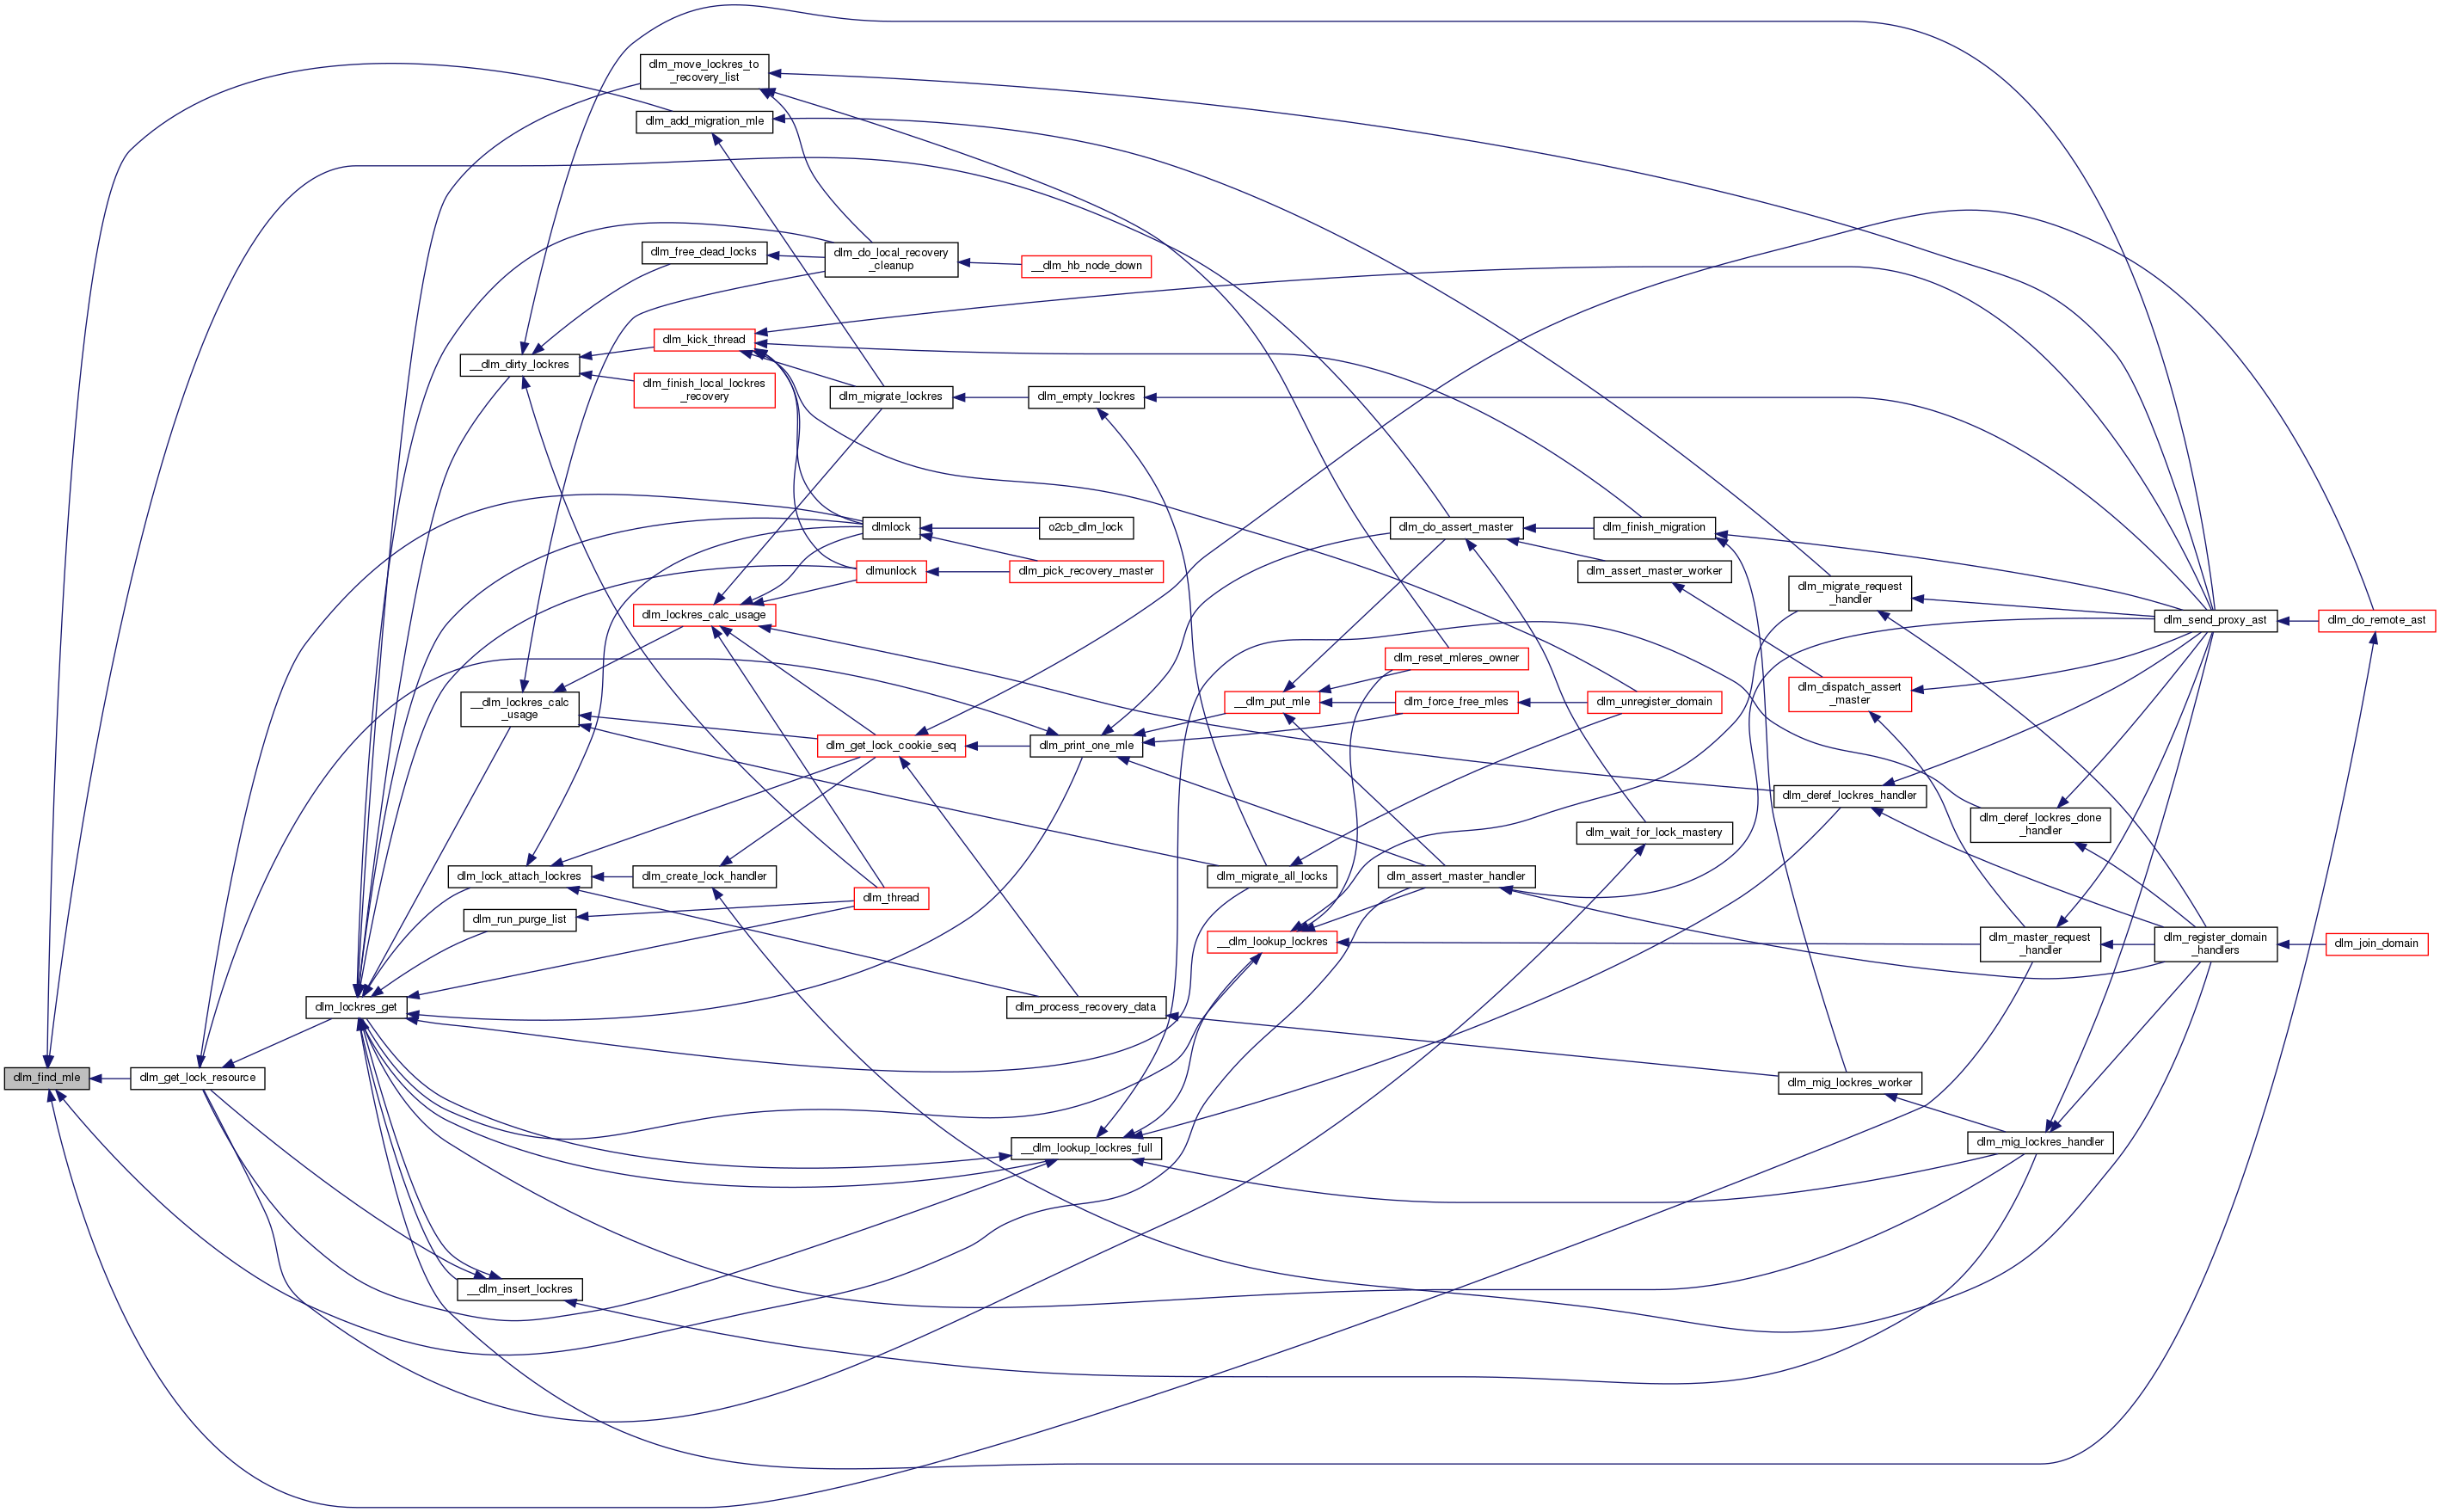 dlm_find_mle
dlm_get_lock_resource
dlm_lockres_get
__dlm_dirty_lockres
__dlm_lockres_calc
_usage
dlm_lock_attach_lockres
dlm_run_purge_list
__dlm_insert_lockres
dlm_move_lockres_to
_recovery_list
dlm_add_migration_mle
dlm_free_dead_locks
dlm_kick_thread
dlm_finish_local_lockres
_recovery
dlm_lockres_calc_usage
dlm_create_lock_handler
dlm_do_local_recovery
_cleanup
dlm_migrate_lockres
dlmlock
dlmunlock
dlm_get_lock_cookie_seq
dlm_thread
__dlm_hb_node_down
dlm_empty_lockres
o2cb_dlm_lock
dlm_pick_recovery_master
dlm_print_one_mle
dlm_process_recovery_data
__dlm_lookup_lockres_full
__dlm_put_mle
dlm_migrate_all_locks
__dlm_lookup_lockres
dlm_do_assert_master
dlm_reset_mleres_owner
dlm_force_free_mles
dlm_assert_master_handler
dlm_finish_migration
dlm_assert_master_worker
dlm_unregister_domain
dlm_wait_for_lock_mastery
dlm_migrate_request
_handler
dlm_dispatch_assert
_master
dlm_deref_lockres_handler
dlm_mig_lockres_worker
dlm_deref_lockres_done
_handler
dlm_master_request
_handler
dlm_mig_lockres_handler
dlm_send_proxy_ast
dlm_register_domain
_handlers
dlm_do_remote_ast
dlm_join_domain